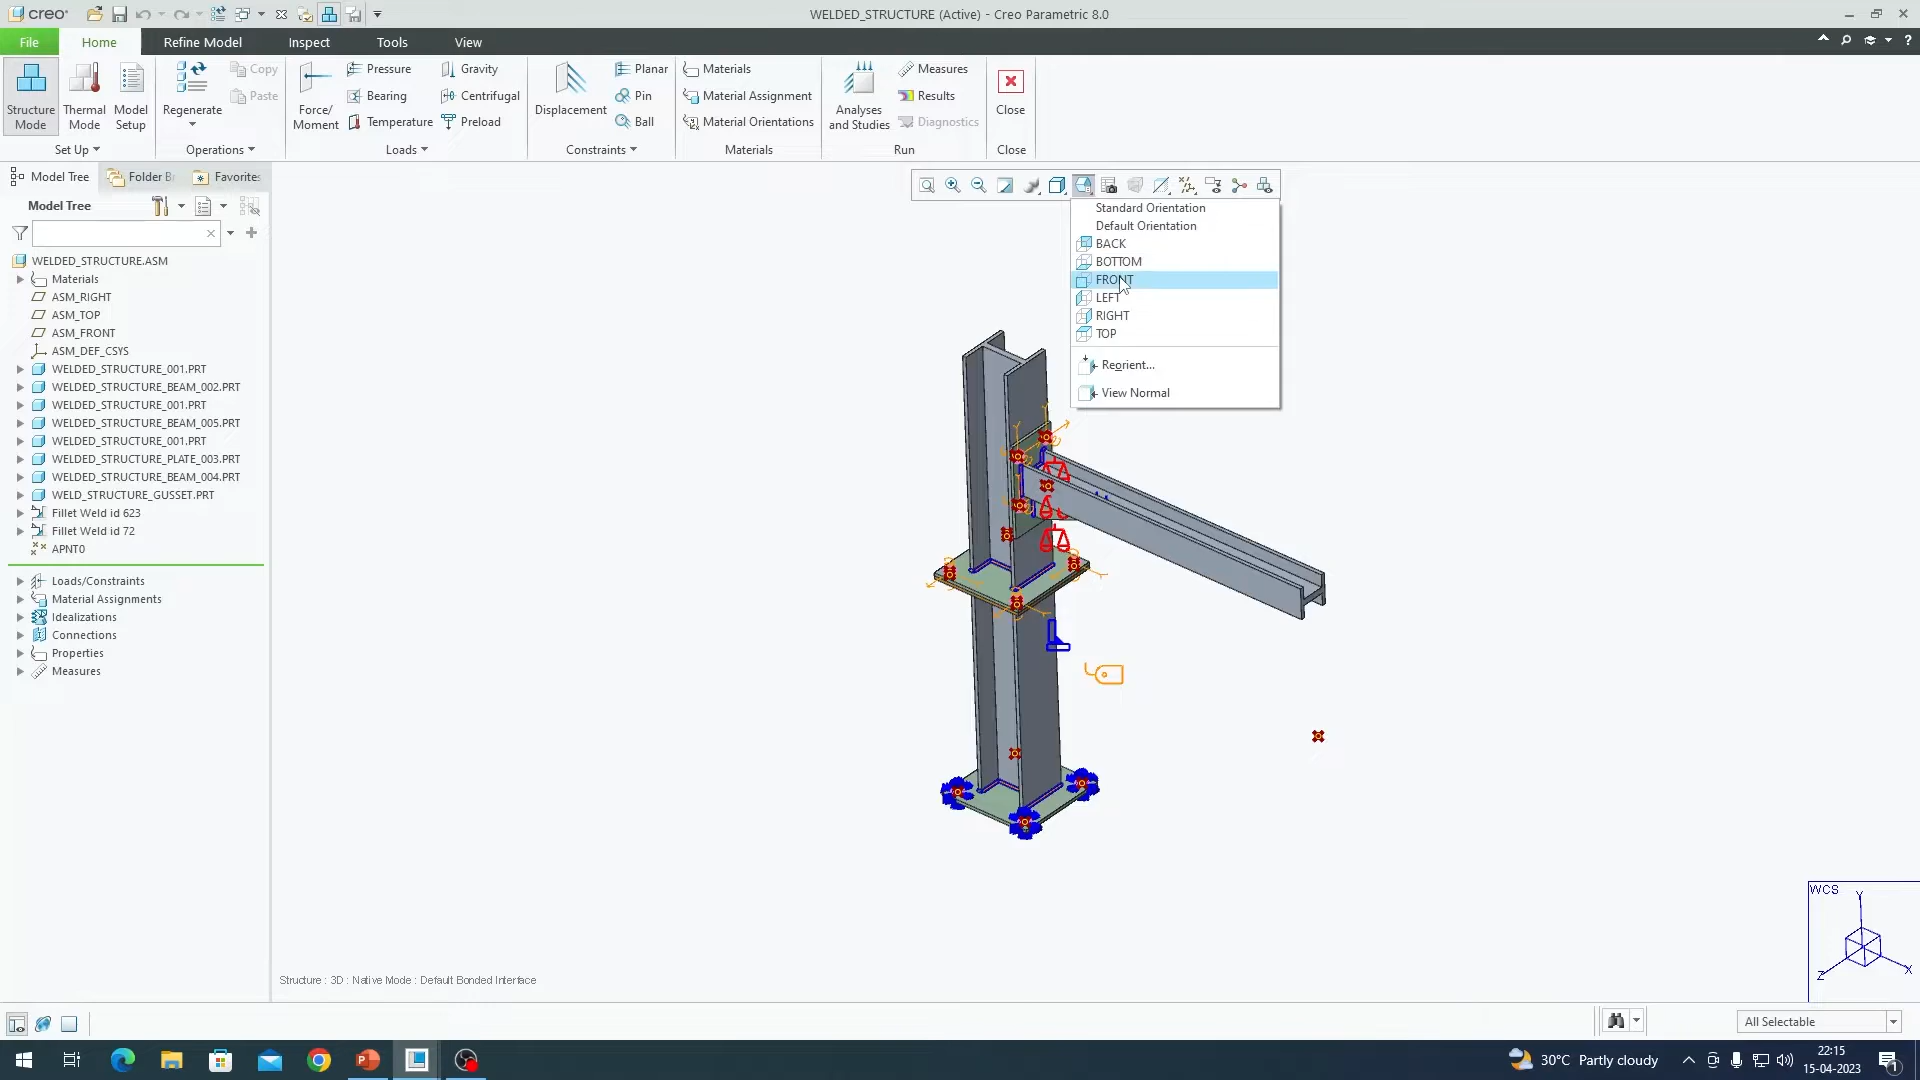 creo
WELDED_STRUCTURE (Active) - Creo Parametric 8.0
File
Home
Refine Model
Inspect
Tools
View
Structure Mode
Thermal Mode
Model Setup
Set Up
Regenerate
Copy
Paste
Operations
Force/ Moment
Pressure
Bearing
Temperature
Gravity
Centrifugal
Preload
Loads
Displacement
Planar
Pin
Ball
Constraints
Materials
Material Assignment
Material Orientations
Materials
Analyses and Studies
Measures
Results
Diagnostics
Run
Close
Close
Model Tree
Folder Br
Favorites
Model Tree
WELDED_STRUCTURE.ASM
Materials
ASM_RIGHT
ASM_TOP
ASM_FRONT
ASM_DEF_CSYS
WELDED_STRUCTURE_001.PRT
WELDED_STRUCTURE_BEAM_002.PRT
WELDED_STRUCTURE_001.PRT
WELDED_STRUCTURE_BEAM_005.PRT
WELDED_STRUCTURE_001.PRT
WELDED_STRUCTURE_PLATE_003.PRT
WELDED_STRUCTURE_BEAM_004.PRT
WELD_STRUCTURE_GUSSET.PRT
Fillet Weld id 623
Fillet Weld id 72
APNT0
Loads/Constraints
Material Assignments
Idealizations
Connections
Properties
Measures
Standard Orientation
Default Orientation
BACK
BOTTOM
FRONT
LEFT
RIGHT
TOP
Reorient...
View Normal
WCS
Y
Z
X
Structure : 3D : Native Mode : Default Bonded Interface
All Selectable
30°C Partly cloudy
22:15
15-04-2023
1